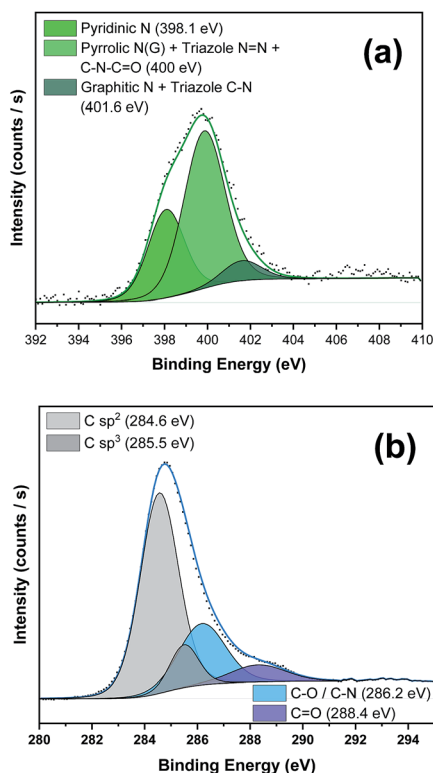 Pyridinic N (398.1 eV)
Pyrrolic N(G) + Triazole N=N +
C-N-C=O (400 eV)
Graphitic N + Triazole C-N
(401.6 eV)
(a)
Intensity (counts / s)
392 394 396 398 400 402 404 406 408 410
Binding Energy (eV)
C sp² (284.6 eV)
C sp³ (285.5 eV)
(b)
Intensity (counts / s)
C-O / C-N (286.2 eV)
C=O (288.4 eV)
280 282 284 286 288 290 292 294
Binding Energy (eV)